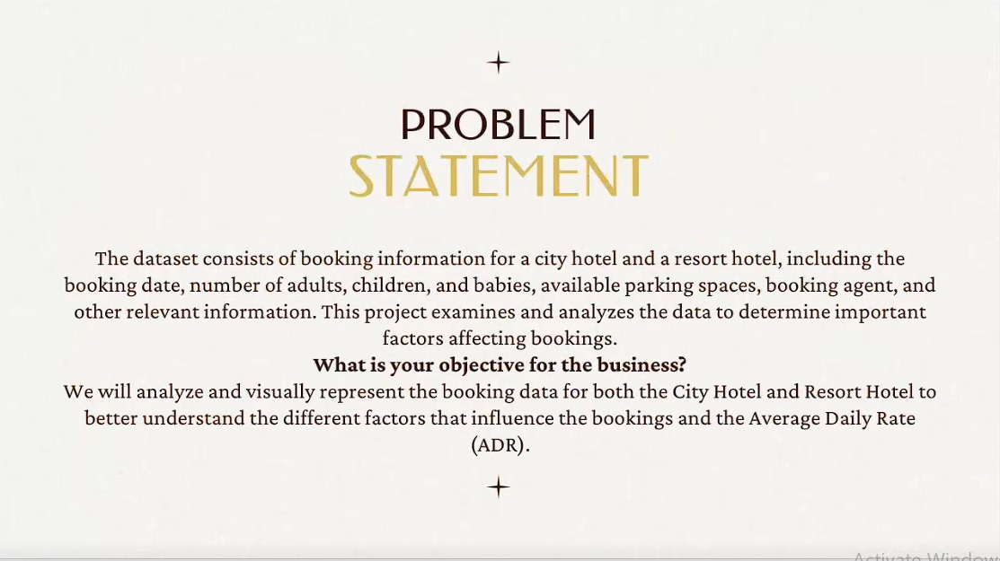 PROBLEM
STATEMENT
The dataset consists of booking information for a city hotel and a resort hotel, including the
booking date, number of adults, children, and babies, available parking spaces, booking agent, and
other relevant information. This project examines and analyzes the data to determine important
factors affecting bookings.
What is your objective for the business?
We will analyze and visually represent the booking data for both the City Hotel and Resort Hotel to
better understand the different factors that influence the bookings and the Average Daily Rate
(ADR).
Activate Window